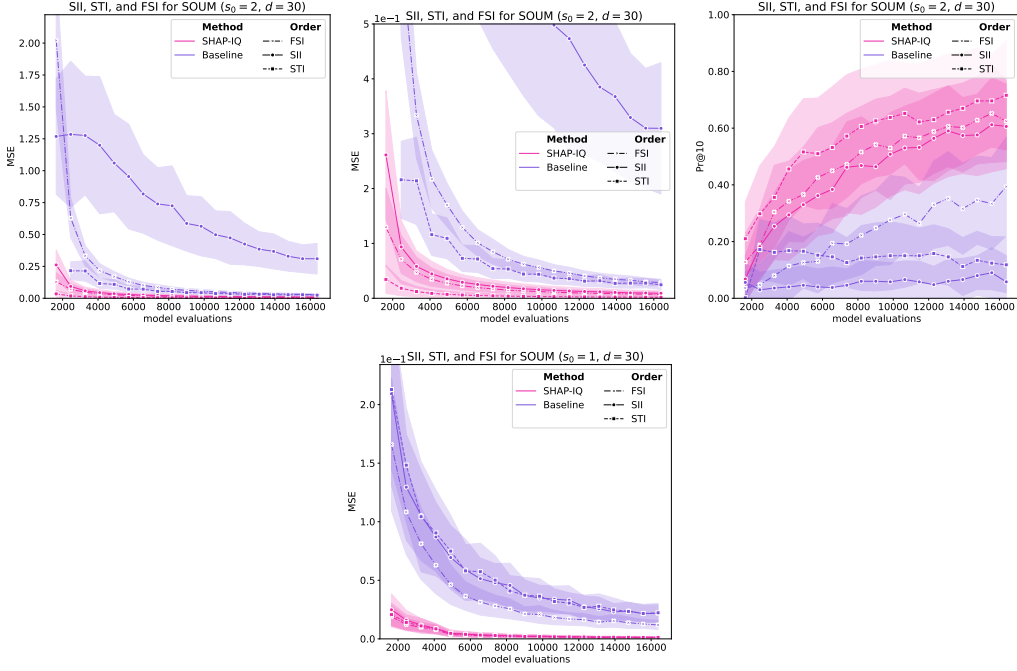 SII, STI, and FSI for SOUM (s₀ = 2, d = 30)
Method Order
SHAP-IQ FSI
Baseline SII
STI
2.00
1.75
1.50
1.25
1.00
0.75
0.50
0.25
0.00
MSE
2000 4000 6000 8000 10000 12000 14000 16000
model evaluations
1e−1
SII, STI, and FSI for SOUM (s₀ = 2, d = 30)
Method Order
SHAP-IQ FSI
Baseline SII
STI
5
4
3
2
1
0
MSE
2000 4000 6000 8000 10000 12000 14000 16000
model evaluations
SII, STI, and FSI for SOUM (s₀ = 2, d = 30)
Method Order
SHAP-IQ FSI
Baseline SII
STI
1.00
0.80
0.60
0.40
0.20
0.00
Pr@10
2000 4000 6000 8000 10000 12000 14000 16000
model evaluations
1e−1
SII, STI, and FSI for SOUM (s₀ = 1, d = 30)
Method Order
SHAP-IQ FSI
Baseline SII
STI
2.0
1.5
1.0
0.5
0.0
MSE
2000 4000 6000 8000 10000 12000 14000 16000
model evaluations